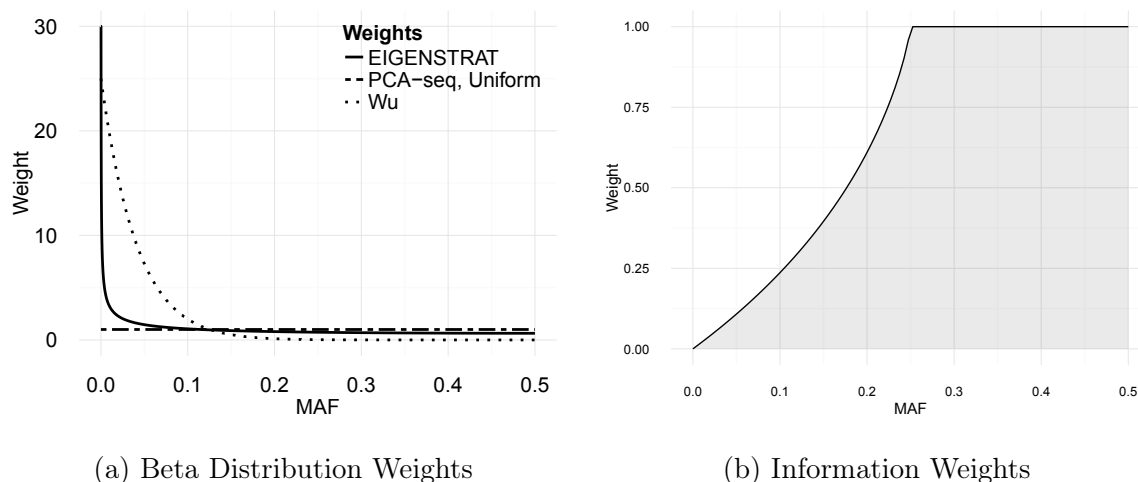 30
20
10
0
Weight
Weights
EIGENSTRAT
PCA−seq, Uniform
Wu
0.0 0.1 0.2 0.3 0.4 0.5
MAF
(a) Beta Distribution Weights
1.00
0.75
0.50
0.25
0.00
Weight
0.0 0.1 0.2 0.3 0.4 0.5
MAF
(b) Information Weights